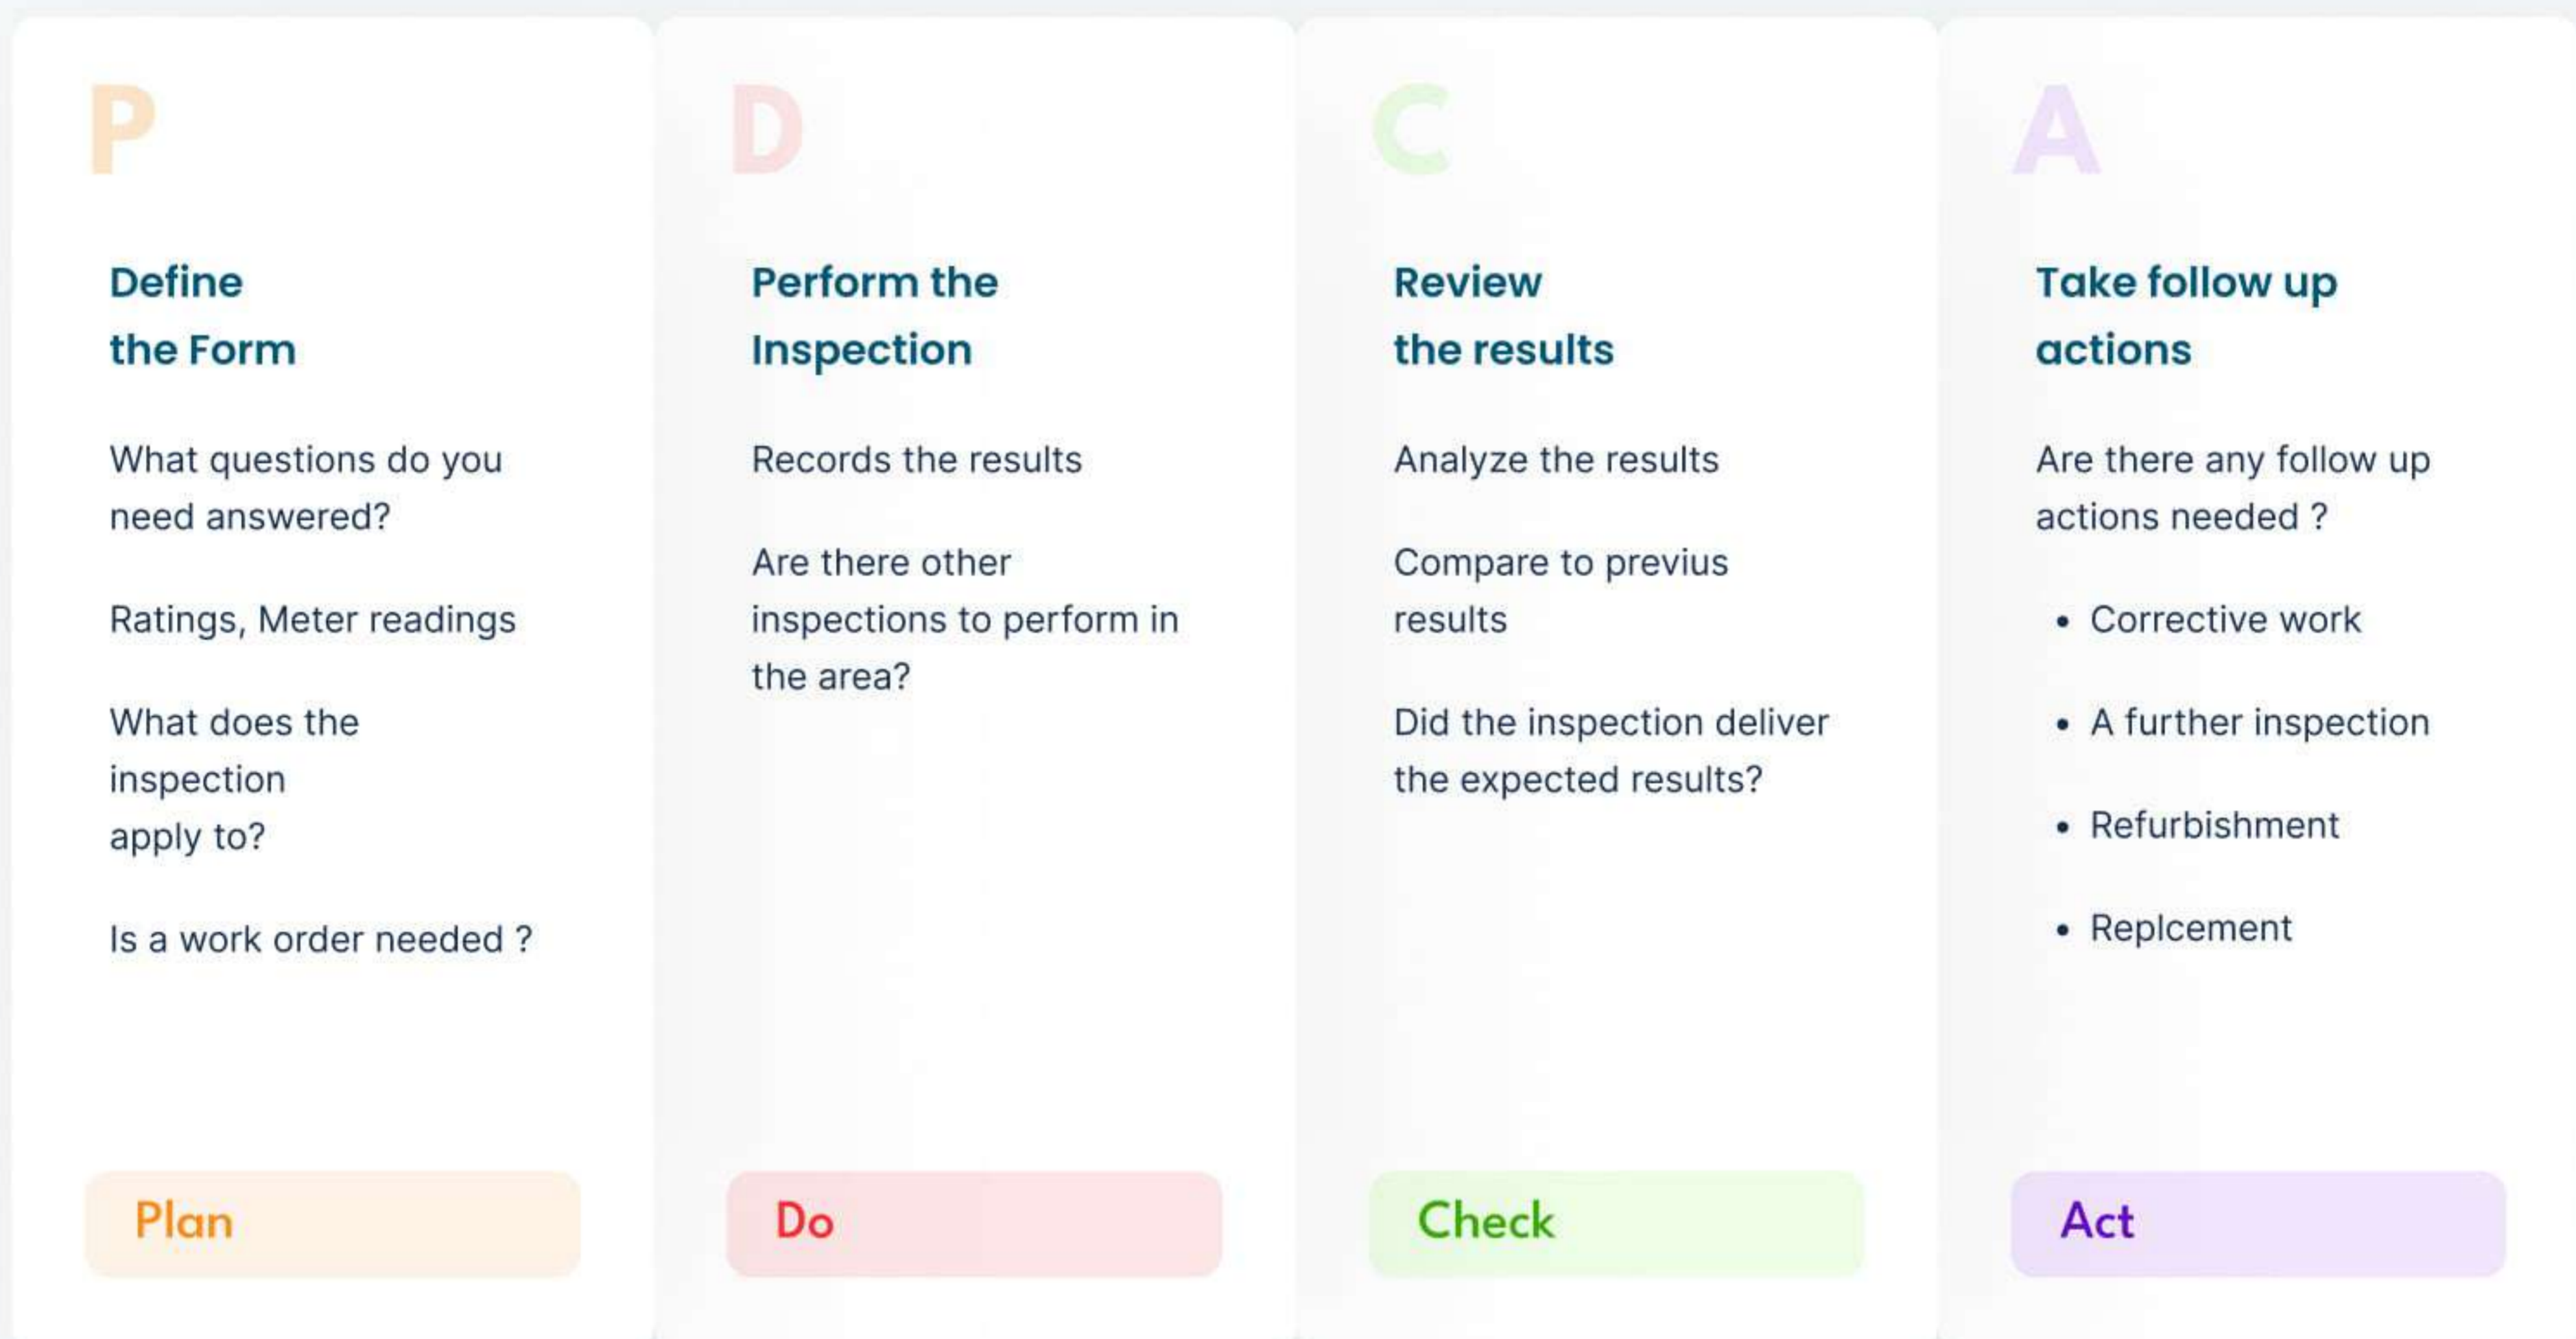 P
Define
the Form
What questions do you
need answered?
Ratings, Meter readings
What does the
inspection
apply to?
Is a work order needed ?
Plan
D
Perform the
Inspection
Records the results
Are there other
inspections to perform in
the area?
Do
C
Review
the results
Analyze the results
Compare to previus
results
Did the inspection deliver
the expected results?
Check
A
Take follow up
actions
Are there any follow up
actions needed ?
• Corrective work
• A further inspection
• Refurbishment
• Replcement
Act